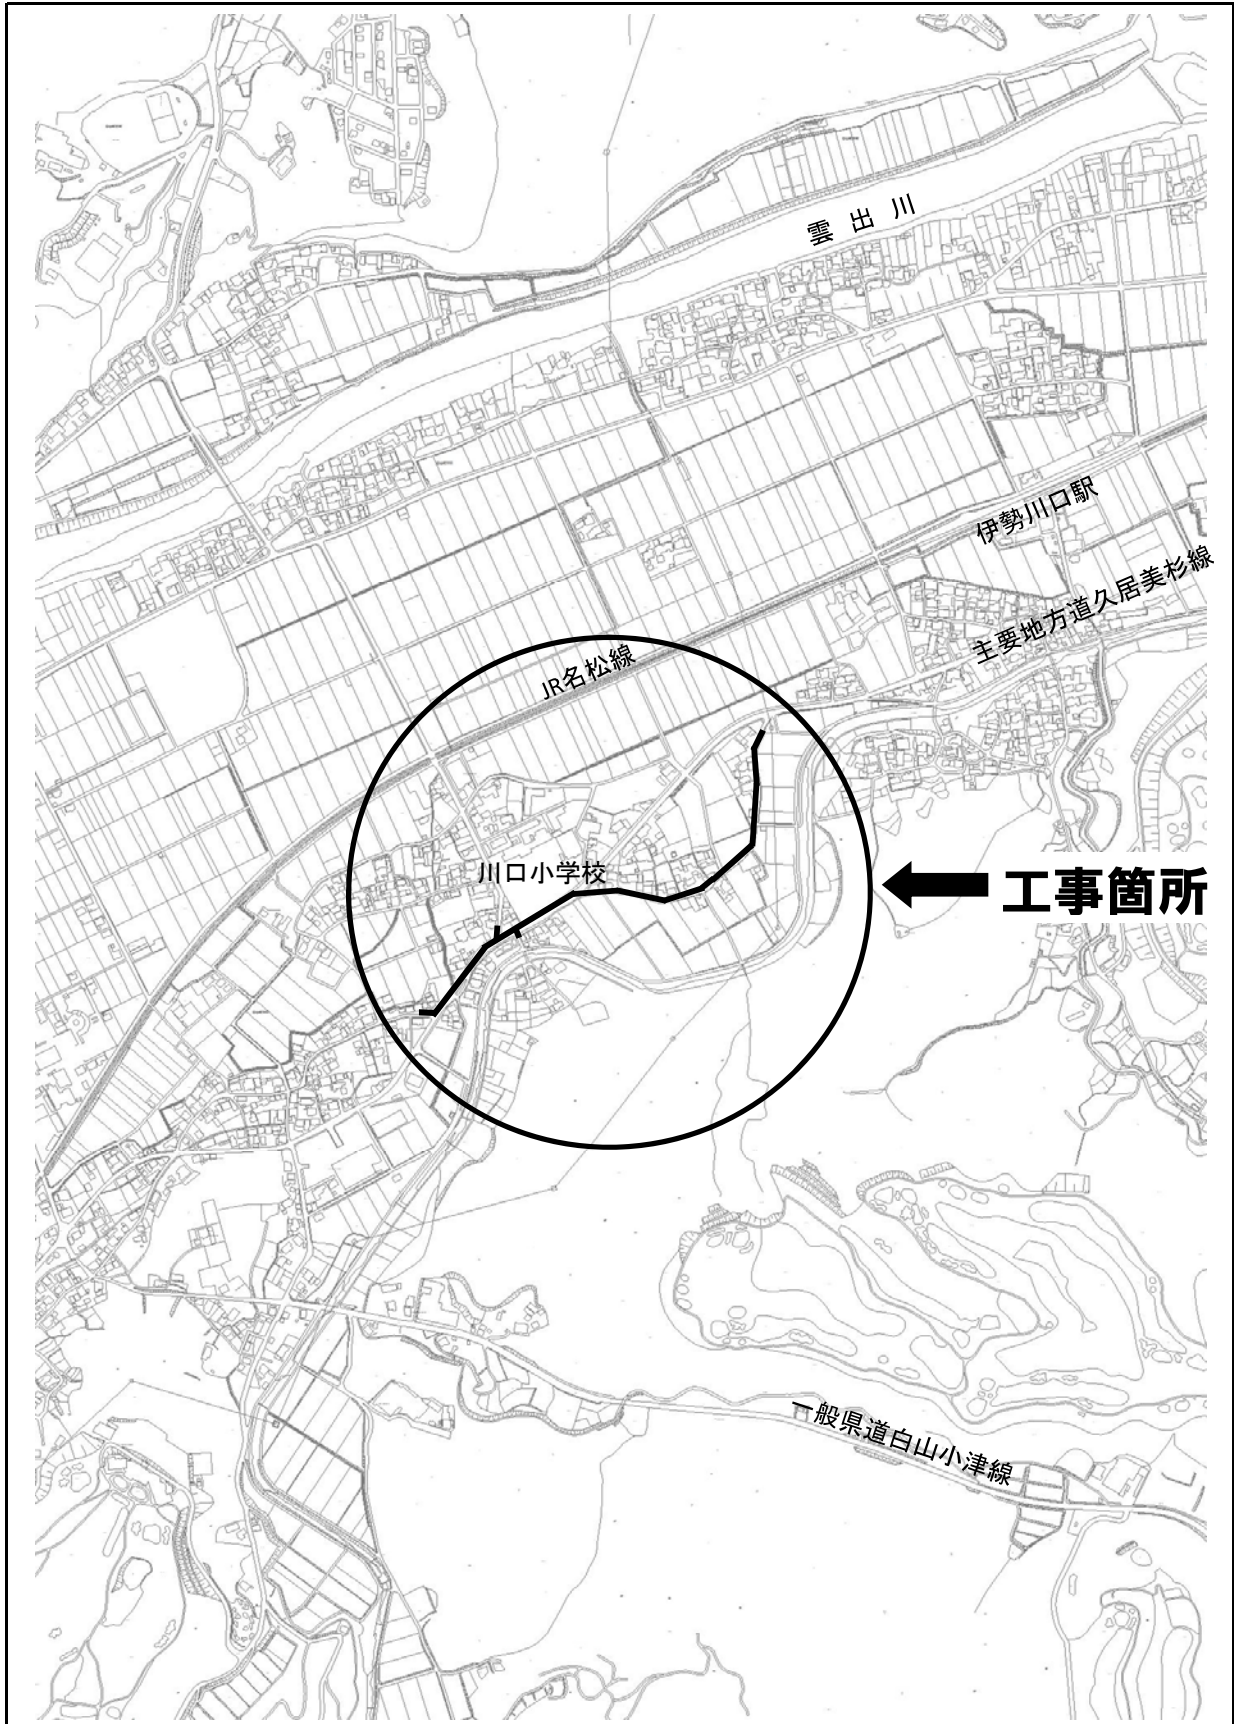 雲出川
伊勢川口駅
主要地方道久居美杉線
JR名松線
川口小学校
工事箇所
一般県道白山小津線